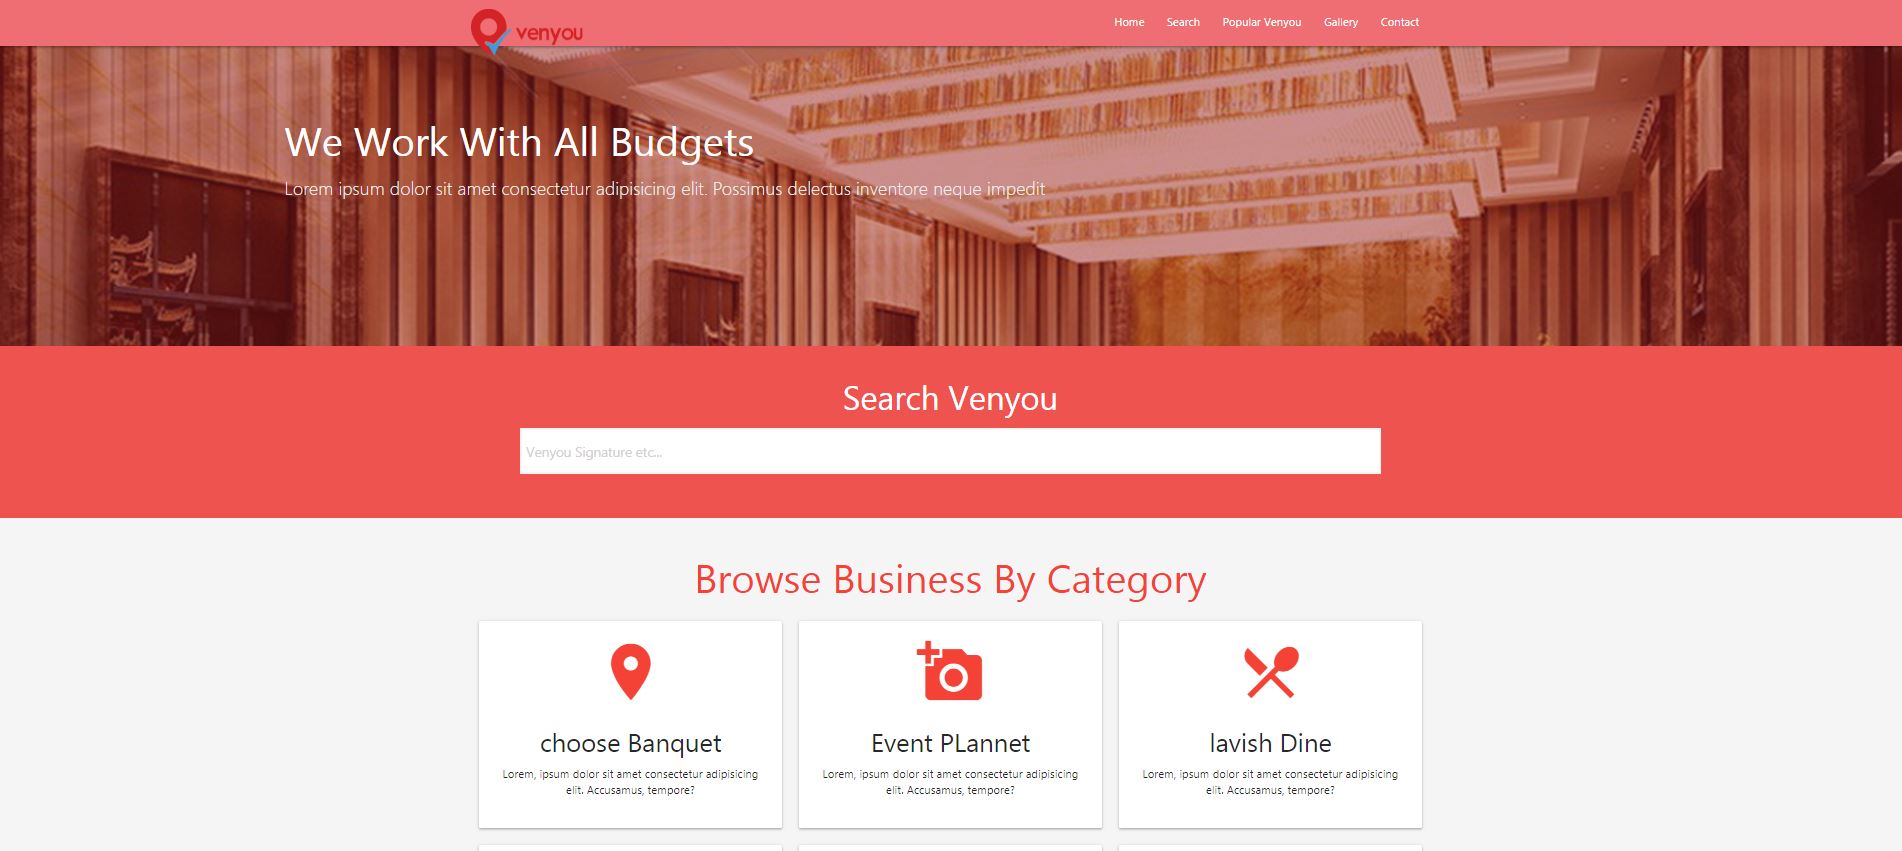 venyou
Home Search Popular Venyou Gallery Contact
We Work With All Budgets
Lorem ipsum dolor sit amet consectetur adipisicing elit. Possimus delectus inventore neque impedit
Search Venyou
Venyou Signature etc...
Browse Business By Category
choose Banquet
Lorem, ipsum dolor sit amet consectetur adipisicing
elit. Accusamus, tempore?
Event PLannet
Lorem, ipsum dolor sit amet consectetur adipisicing
elit. Accusamus, tempore?
lavish Dine
Lorem, ipsum dolor sit amet consectetur adipisicing
elit. Accusamus, tempore?